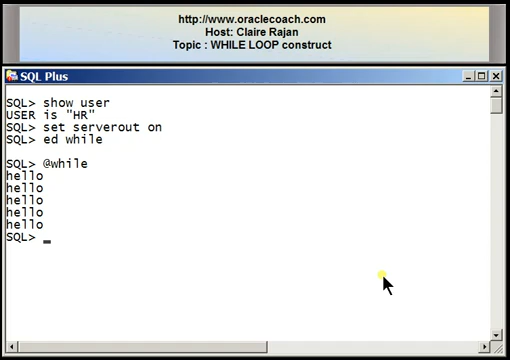 http://www.oraclecoach.com
Host: Claire Rajan
Topic : WHILE LOOP construct
SQL Plus
SQL> show user
USER is "HR"
SQL> set serverout on
SQL> ed while
SQL> @while
hello
hello
hello
hello
hello
SQL>